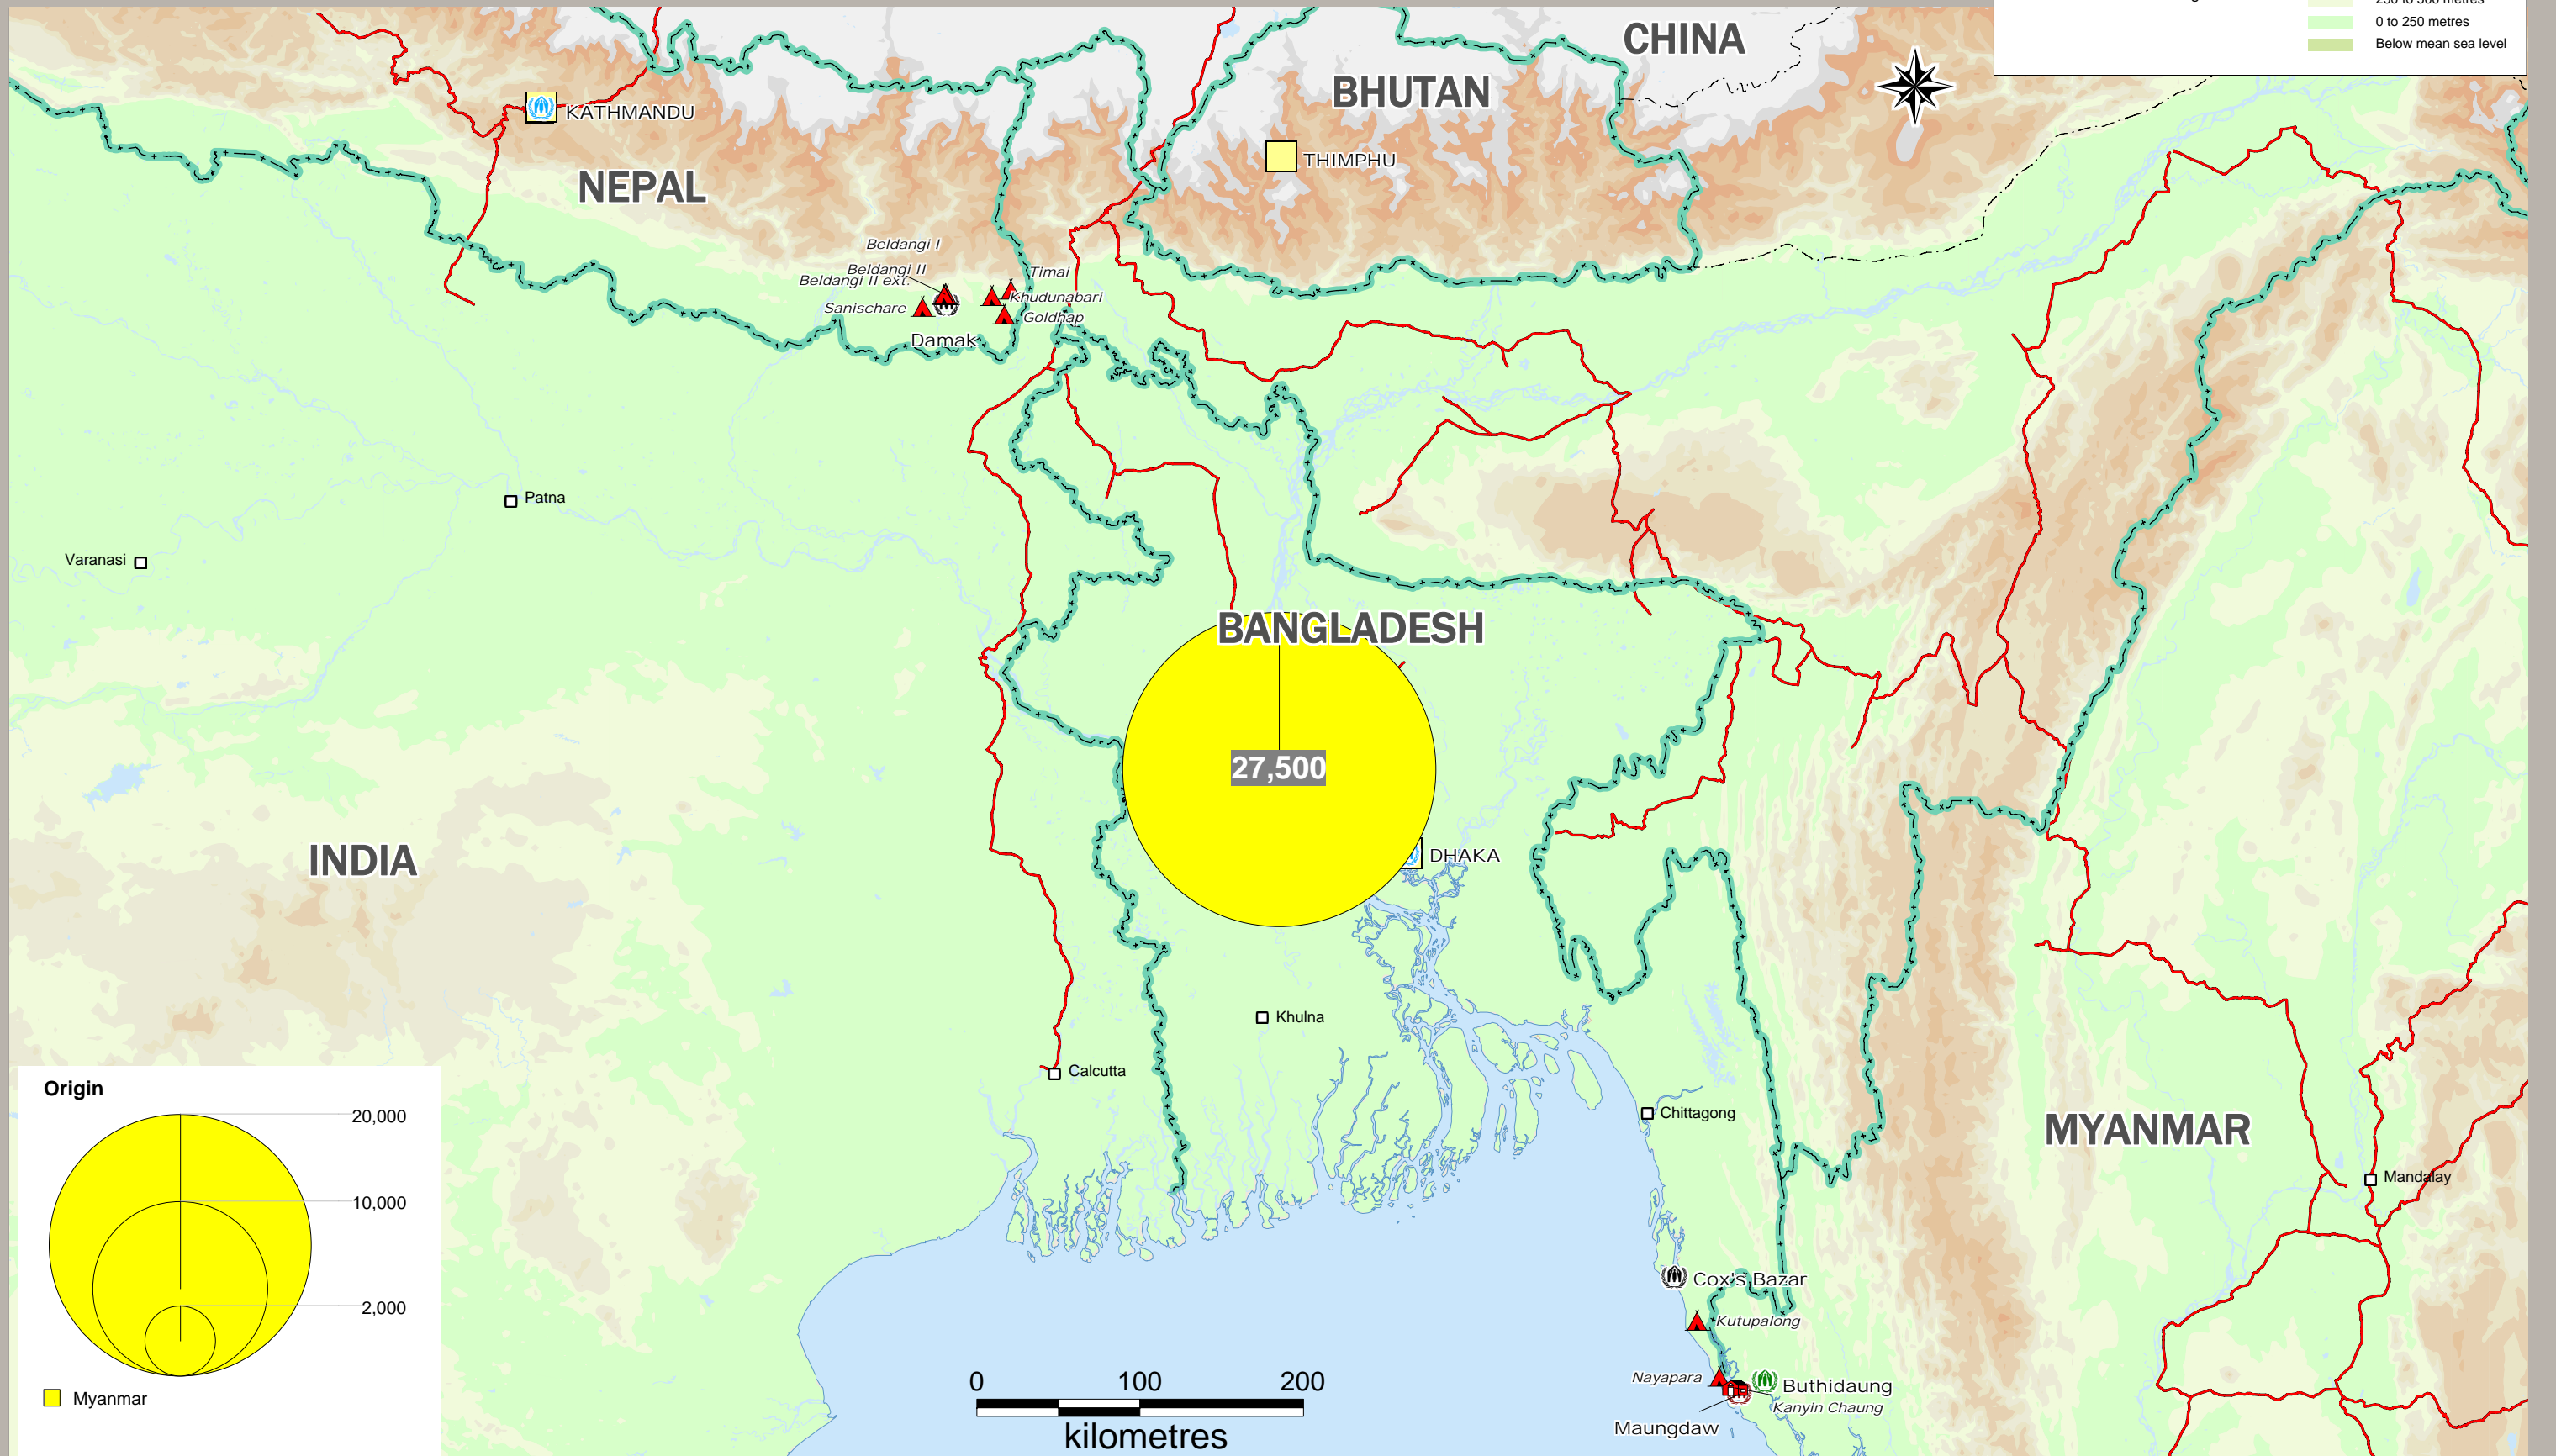 0 to 250 metres
Below mean sea level
CHINA
BHUTAN
KATHMANDU
THIMPHU
NEPAL
Beldangi I
Beldangi II
Beldangi II ext.
Timai
Khudunabari
Sanischare
Goldhap
Damak
Patna
Varanasi
BANGLADESH
27,500
DHAKA
INDIA
Khulna
Calcutta
Chittagong
MYANMAR
Mandalay
Cox's Bazar
Kutupalong
Nayapara
Buthidaung
Kanyin Chaung
Maungdaw
Origin
20,000
10,000
2,000
Myanmar
0 100 200
kilometres